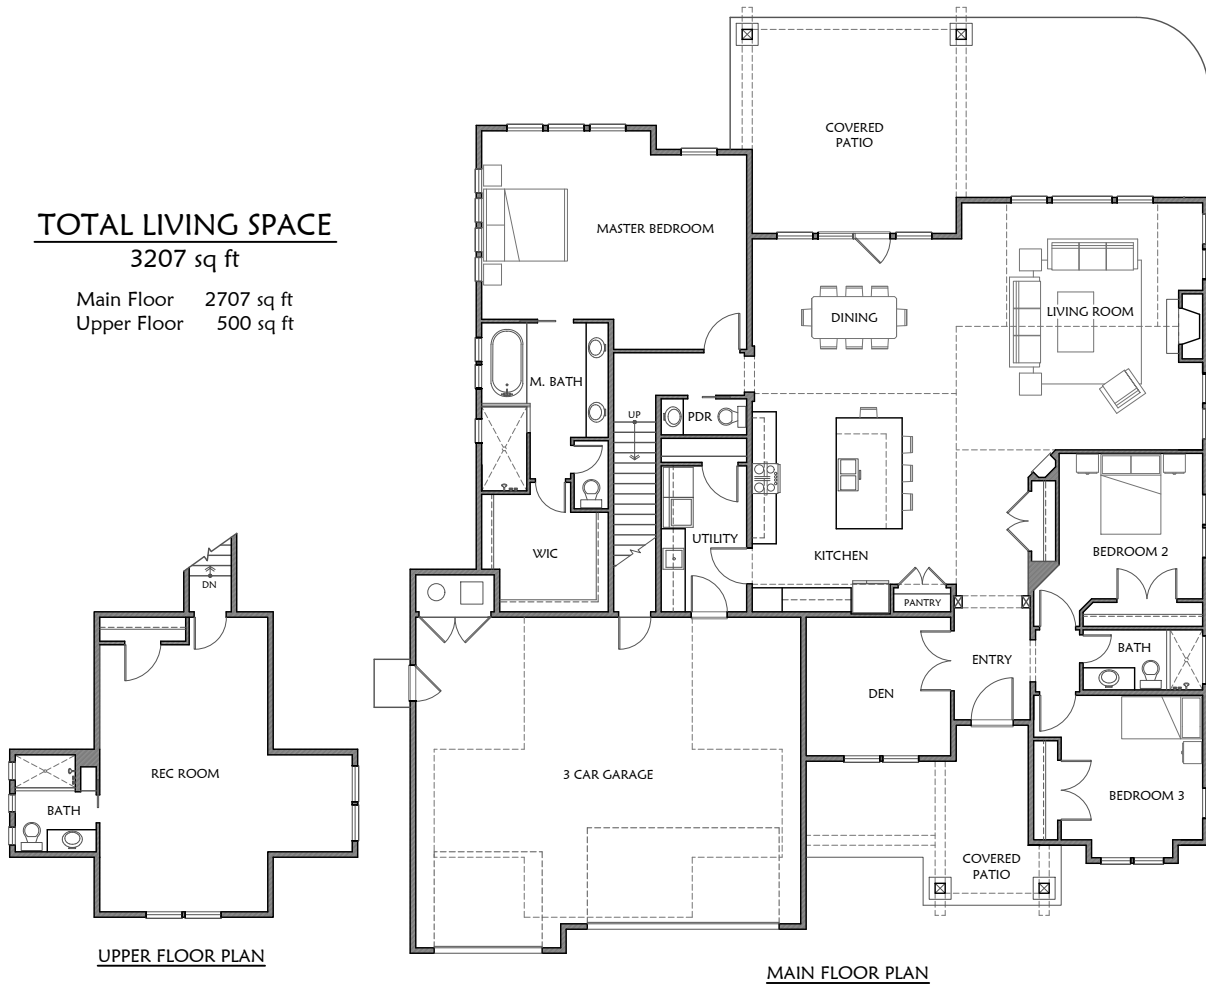 TOTAL LIVING SPACE
3207 sq ft
Main Floor 2707 sq ft
Upper Floor 500 sq ft
COVERED
PATIO
MASTER BEDROOM
DINING
LIVING ROOM
M. BATH
UP
PDR
UTILITY
WIC
KITCHEN
BEDROOM 2
PANTRY
BATH
ENTRY
DEN
3 CAR GARAGE
BEDROOM 3
COVERED
PATIO
MAIN FLOOR PLAN
DN
REC ROOM
BATH
UPPER FLOOR PLAN